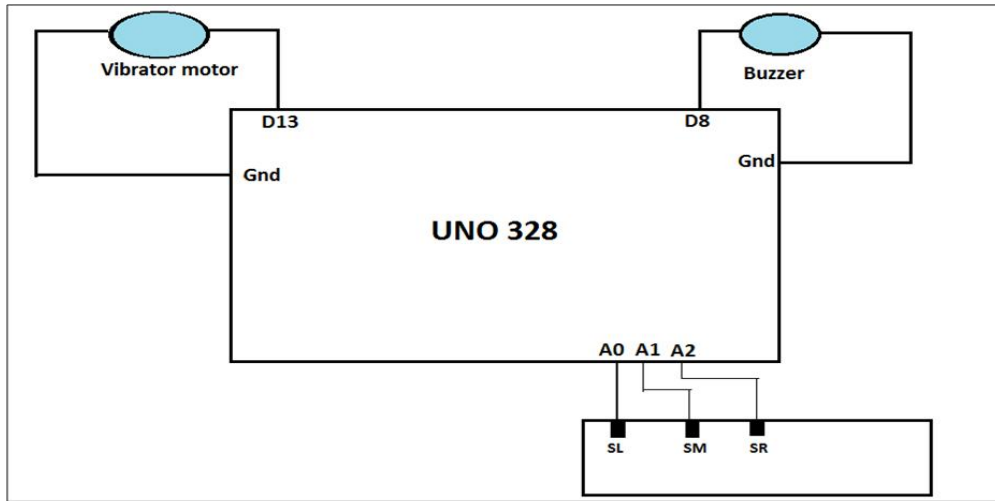 Vibrator motor
Buzzer
D13
D8
Gnd
Gnd
UNO 328
A0 A1 A2
SL SM SR